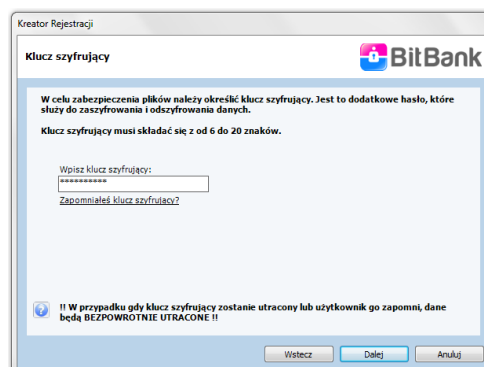 Kreator Rejestracji
Klucz szyfrujący
BitBank
W celu zabezpieczenia plików należy określić klucz szyfrujący. Jest to dodatkowe hasło, które
służy do zaszyfrowania i odszyfrowania danych.
Klucz szyfrujący musi składać się z od 6 do 20 znaków.
Wpisz klucz szyfrujący:
**********
Zapomniałeś klucz szyfrujący?
!! W przypadku gdy klucz szyfrujący zostanie utracony lub użytkownik go zapomni, dane
będą BEZPOWROTNIE UTRACONE !!
Wstecz Dalej Anuluj